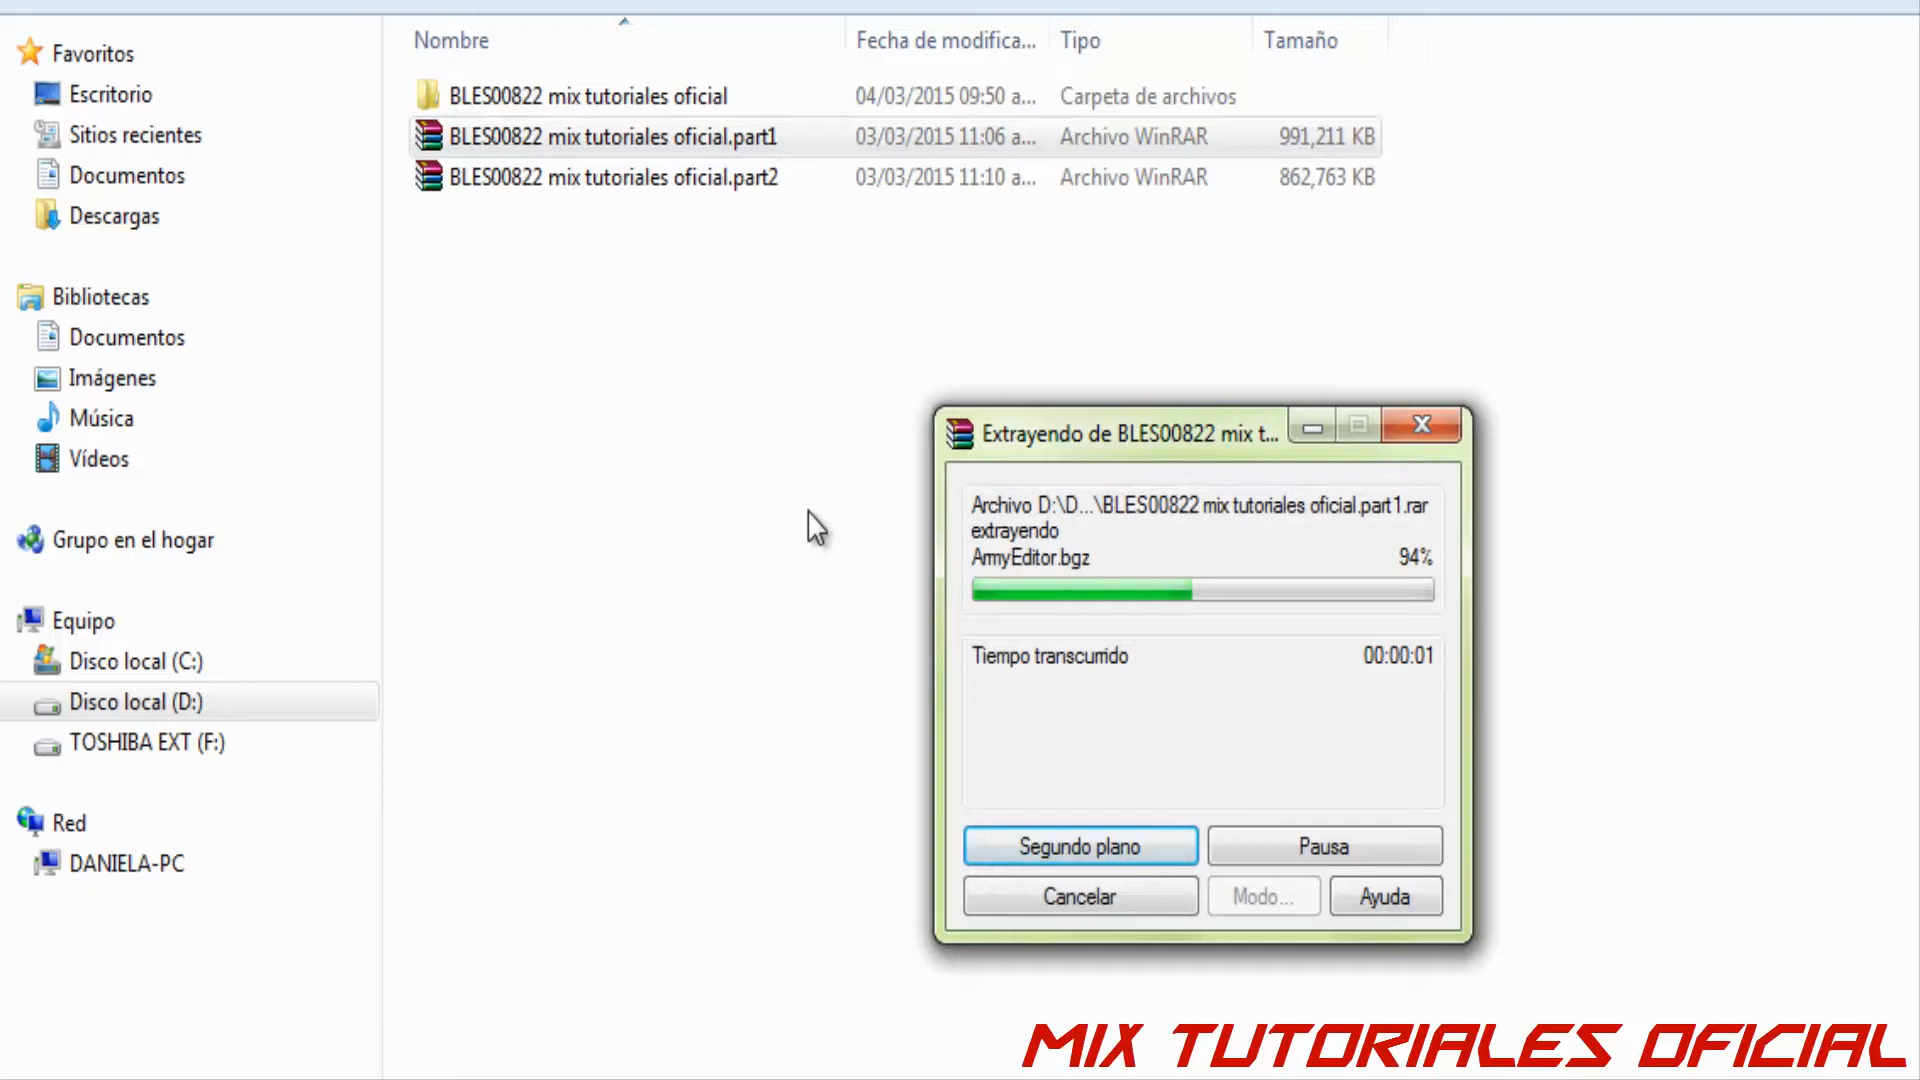 Nombre Fecha de modifica... Tipo Tamaño
BLES00822 mix tutoriales oficial 04/03/2015 09:50 a... Carpeta de archivos
BLES00822 mix tutoriales oficial.part1 03/03/2015 11:06 a... Archivo WinRAR 991,211 KB
BLES00822 mix tutoriales oficial.part2 03/03/2015 11:10 a... Archivo WinRAR 862,763 KB
Favoritos
Escritorio
Sitios recientes
Documentos
Descargas
Bibliotecas
Documentos
Imágenes
Música
Vídeos
Grupo en el hogar
Equipo
Disco local (C:)
Disco local (D:)
TOSHIBA EXT (F:)
Red
DANIELA-PC
Extrayendo de BLES00822 mix t...
Archivo D:\D...\BLES00822 mix tutoriales oficial.part1.rar
extrayendo
ArmyEditor.bgz 94%
Tiempo transcurrido 00:00:01
Segundo plano Pausa
Cancelar Modo... Ayuda
MIX TUTORIALES OFICIAL